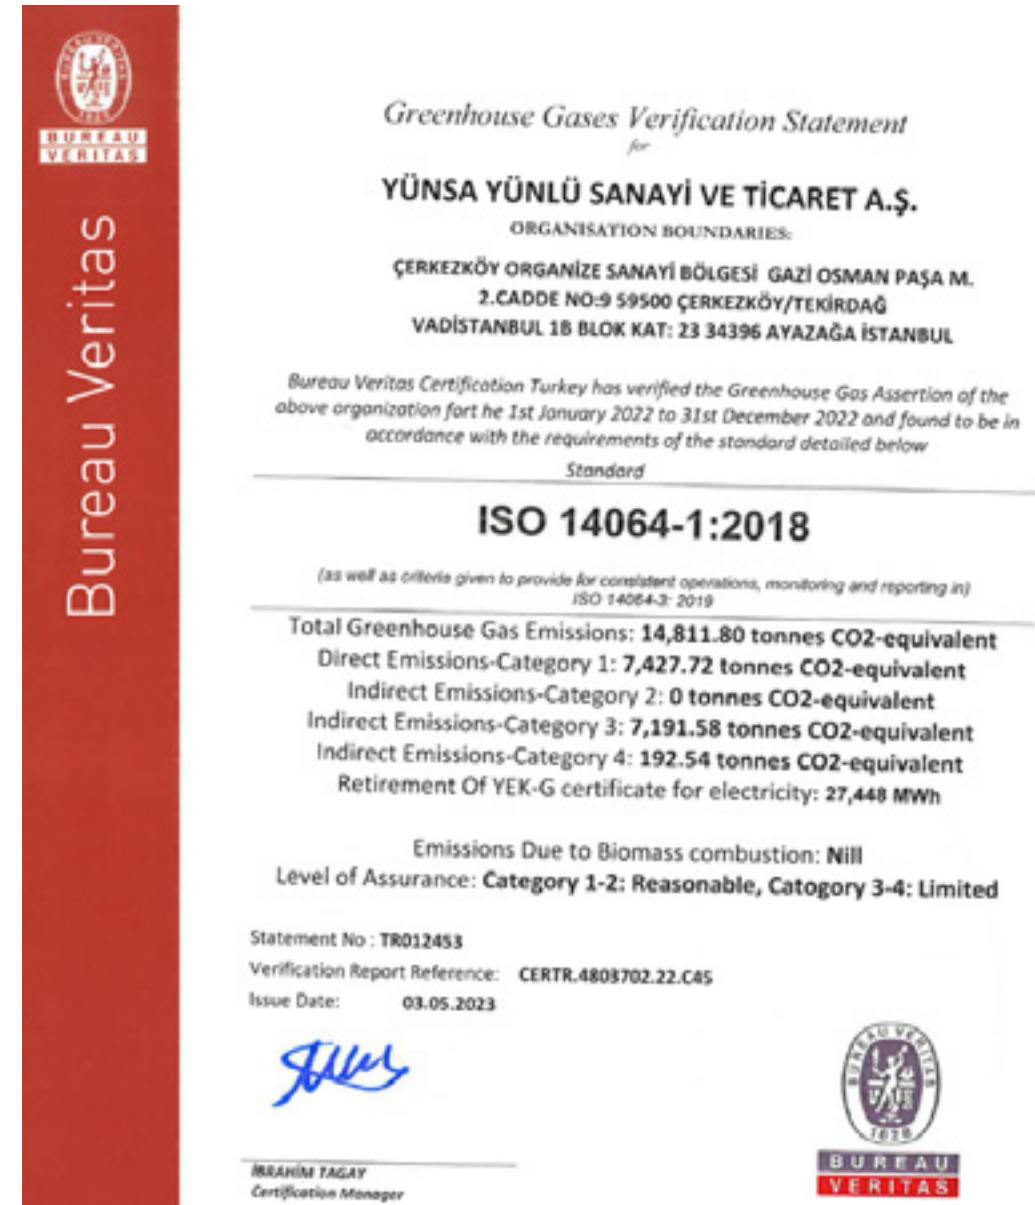 BUREAU VERITAS
1828
BUREAU
VERITAS
Bureau Veritas
Greenhouse Gases Verification Statement
for
YÜNSA YÜNLÜ SANAYİ VE TİCARET A.Ş.
ORGANISATION BOUNDARIES:
ÇERKEZKÖY ORGANİZE SANAYİ BÖLGESİ GAZİ OSMAN PAŞA M.
2.CADDE NO:9 59500 ÇERKEZKÖY/TEKİRDAĞ
VADİSTANBUL 1B BLOK KAT: 23 34396 AYAZAĞA İSTANBUL
Bureau Veritas Certification Turkey has verified the Greenhouse Gas Assertion of the
above organization fort he 1st January 2022 to 31st December 2022 and found to be in
accordance with the requirements of the standard detailed below
Standard
ISO 14064-1:2018
(as well as criteria given to provide for consistent operations, monitoring and reporting in)
ISO 14064-3: 2019
Total Greenhouse Gas Emissions: 14,811.80 tonnes CO2-equivalent
Direct Emissions-Category 1: 7,427.72 tonnes CO2-equivalent
Indirect Emissions-Category 2: 0 tonnes CO2-equivalent
Indirect Emissions-Category 3: 7,191.58 tonnes CO2-equivalent
Indirect Emissions-Category 4: 192.54 tonnes CO2-equivalent
Retirement Of YEK-G certificate for electricity: 27,448 MWh
Emissions Due to Biomass combustion: Nill
Level of Assurance: Category 1-2: Reasonable, Catogory 3-4: Limited
Statement No : TR012453
Verification Report Reference: CERTR.4803702.22.C45
Issue Date: 03.05.2023
İBRAHİM TAGAY
Certification Manager
BUREAU VERITAS
1828
BUREAU
VERITAS